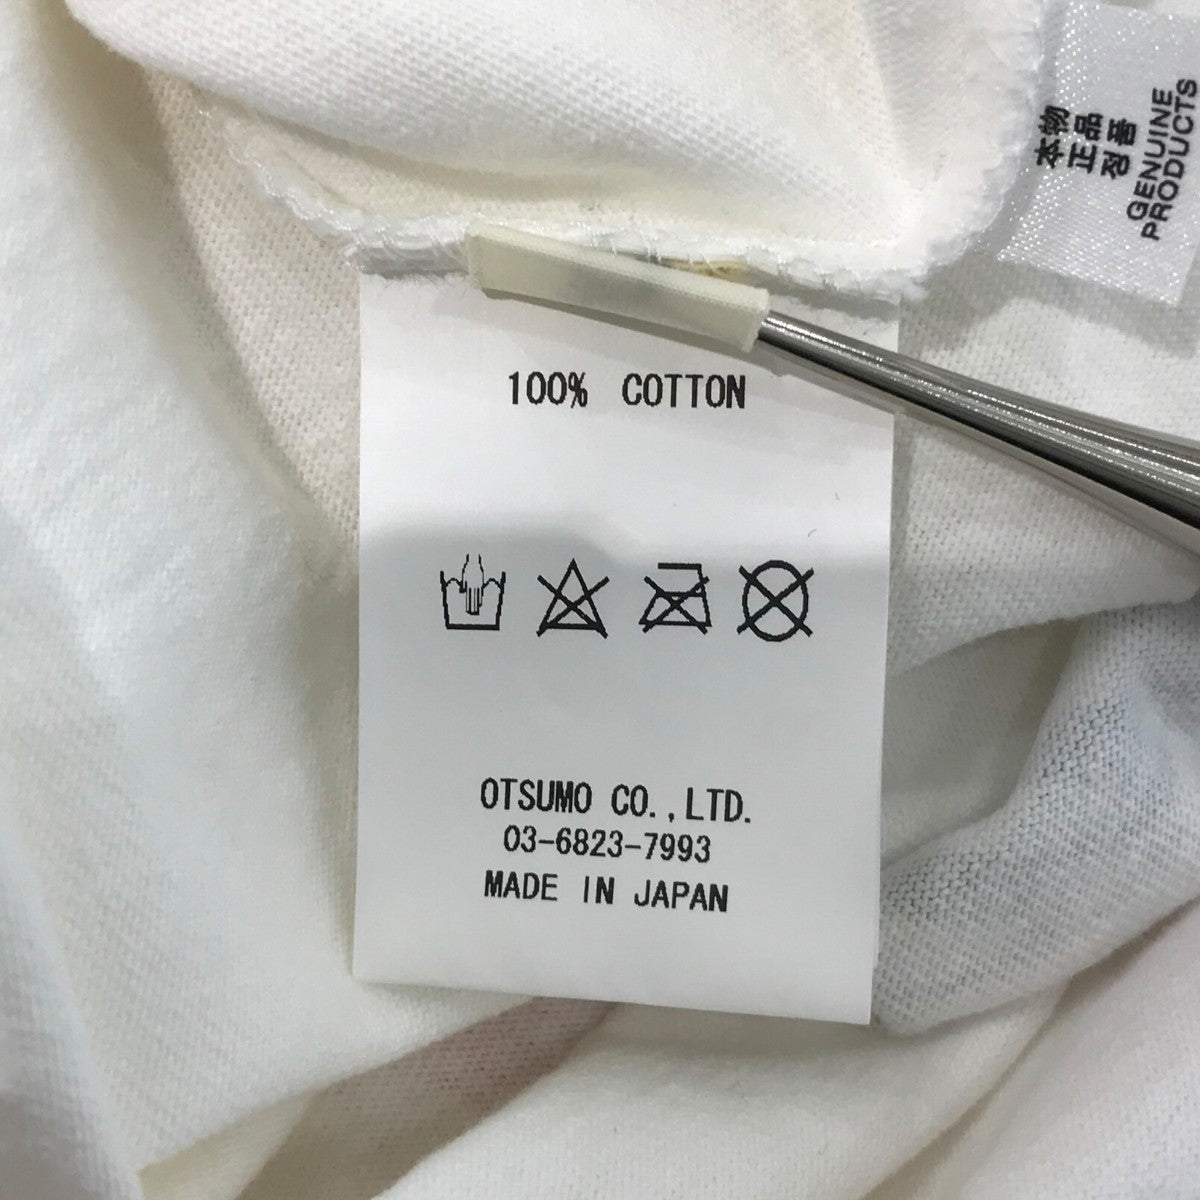 100% COTTON
OTSUMO CO.,LTD.
03-6823-7993
MADE IN JAPAN
本物
正品
정품
GENUINE
PRODUCTS